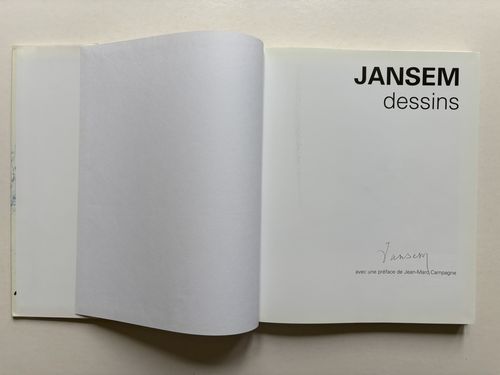 JANSEM
dessins
Jansem
avec une préface de Jean-Marc Campagne